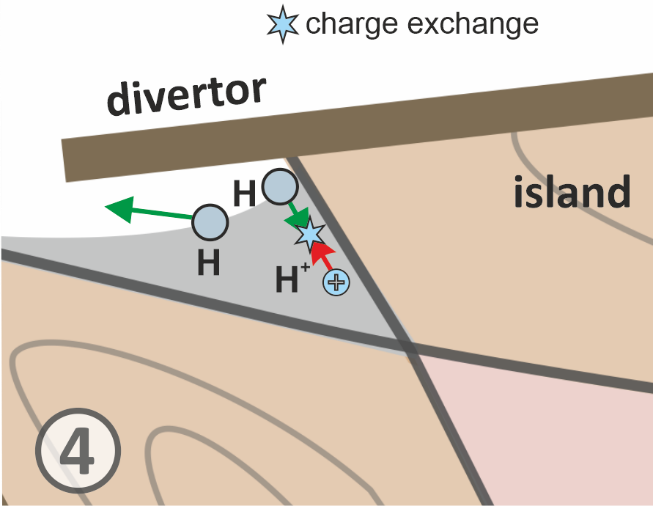 charge exchange
divertor
island
H
H
H⁺
4